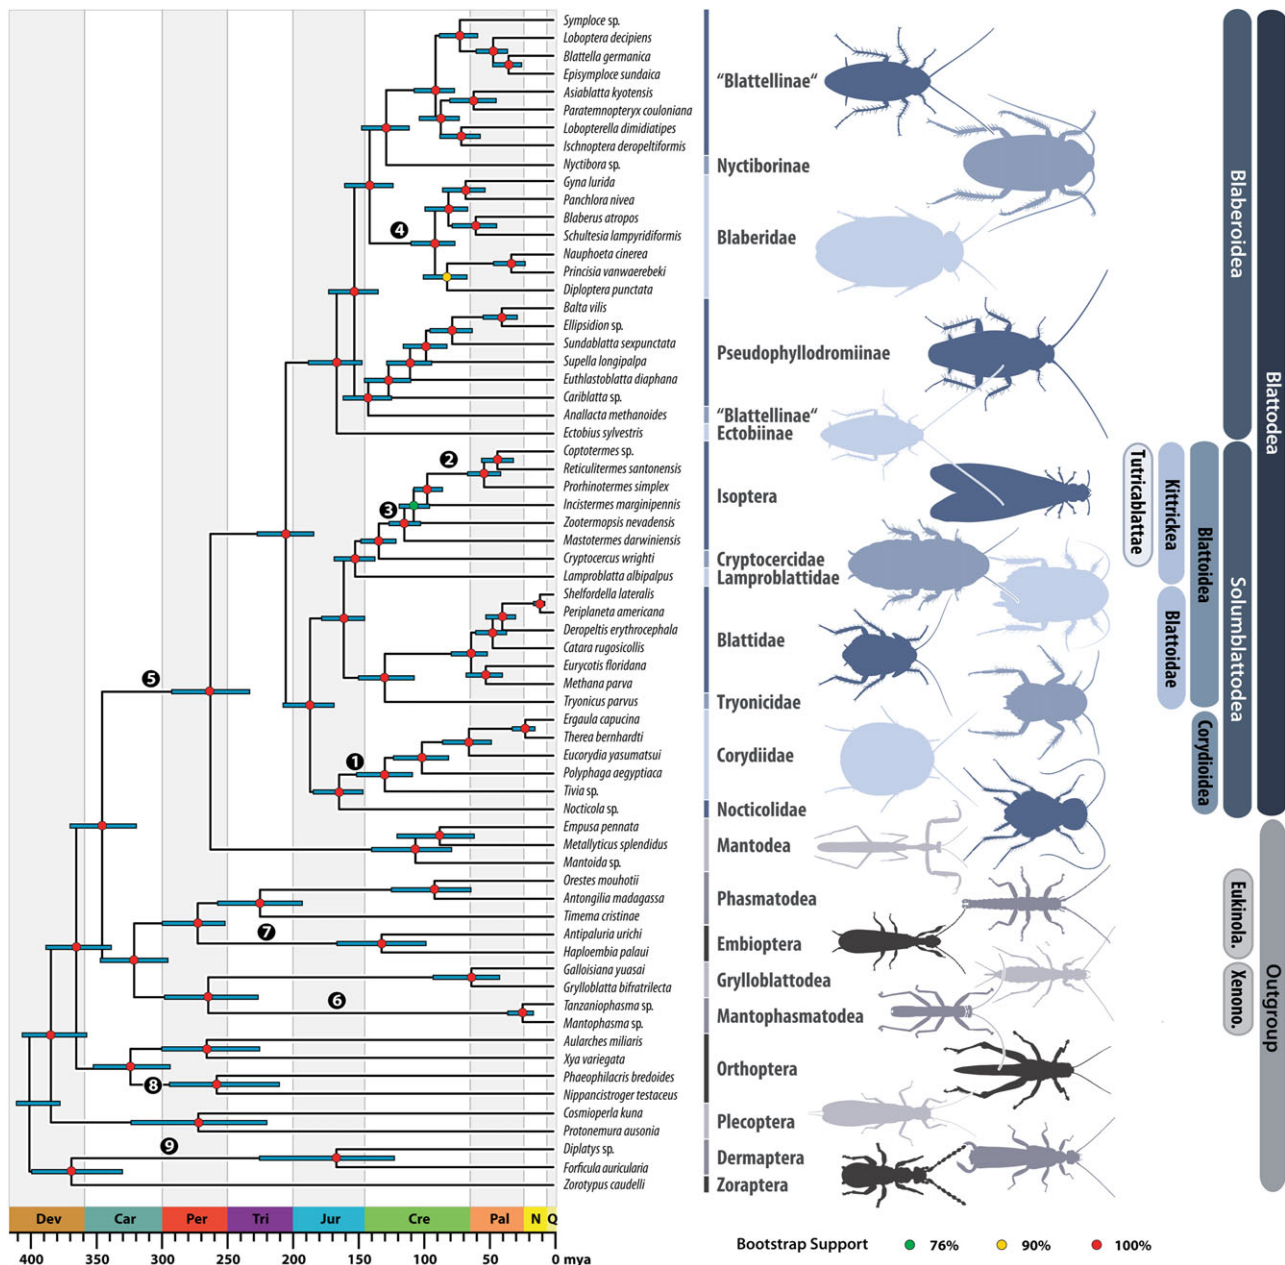 Symploce sp.
Loboptera decipiens
Blattella germanica
Episymploce sundaica
Asiablatta kyotensis
Paratemnopteryx couloniana
Lobopterella dimidiatipes
Ischnoptera deropeltiformis
Nyctibora sp.
Gyna lurida
Panchlora nivea
Blaberus atropos
Schultesia lampyridiformis
Nauphoeta cinerea
Princisia vanwaerebeki
Diploptera punctata
Balta vilis
Ellipsidion sp.
Sundablatta sexpunctata
Supella longipalpa
Euthlastoblatta diaphana
Cariblatta sp.
Anallacta methanoides
Ectobius sylvestris
Coptotermes sp.
Reticulitermes santonensis
Prorhinotermes simplex
Incistermes marginipennis
Zootermopsis nevadensis
Mastotermes darwiniensis
Cryptocercus wrighti
Lamproblatta albipalpus
Shelfordella lateralis
Periplaneta americana
Deropeltis erythrocephala
Catara rugosicollis
Eurycotis floridana
Methana parva
Tryonicus parvus
Ergaula capucina
Therea bernhardti
Eucorydia yasumatsui
Polyphaga aegyptiaca
Tivia sp.
Nocticola sp.
Empusa pennata
Metallyticus splendidus
Mantoida sp.
Orestes mouhotii
Antongilia madagassa
Timema cristinae
Antipaluria urichi
Haploembia palaui
Galloisiana yuasai
Grylloblatta bifratrilecta
Tanzaniophasma sp.
Mantophasma sp.
Aularches miliaris
Xya variegata
Phaeophilacris bredoides
Nippancistroger testaceus
Cosmioperla kuna
Protonemura ausonia
Diplatys sp.
Forficula auricularia
Zorotypus caudelli
4
2
3
5
1
7
6
8
9
"Blattellinae"
Nyctiborinae
Blaberidae
Pseudophyllodromiinae
"Blattellinae"
Ectobiinae
Isoptera
Cryptocercidae
Lamproblattidae
Blattidae
Tryonicidae
Corydiidae
Nocticolidae
Mantodea
Phasmatodea
Embioptera
Grylloblattodea
Mantophasmatodea
Orthoptera
Plecoptera
Dermaptera
Zoraptera
Tutricablattae
Kittrickea
Blattoidae
Blattoidea
Corydioidea
Blaberoidea
Solumblattodea
Blattodea
Eukinola.
Xenono.
Outgroup
Dev Car Per Tri Jur Cre Pal N Q
400 350 300 250 200 150 100 50 0 mya
Bootstrap Support 76% 90% 100%